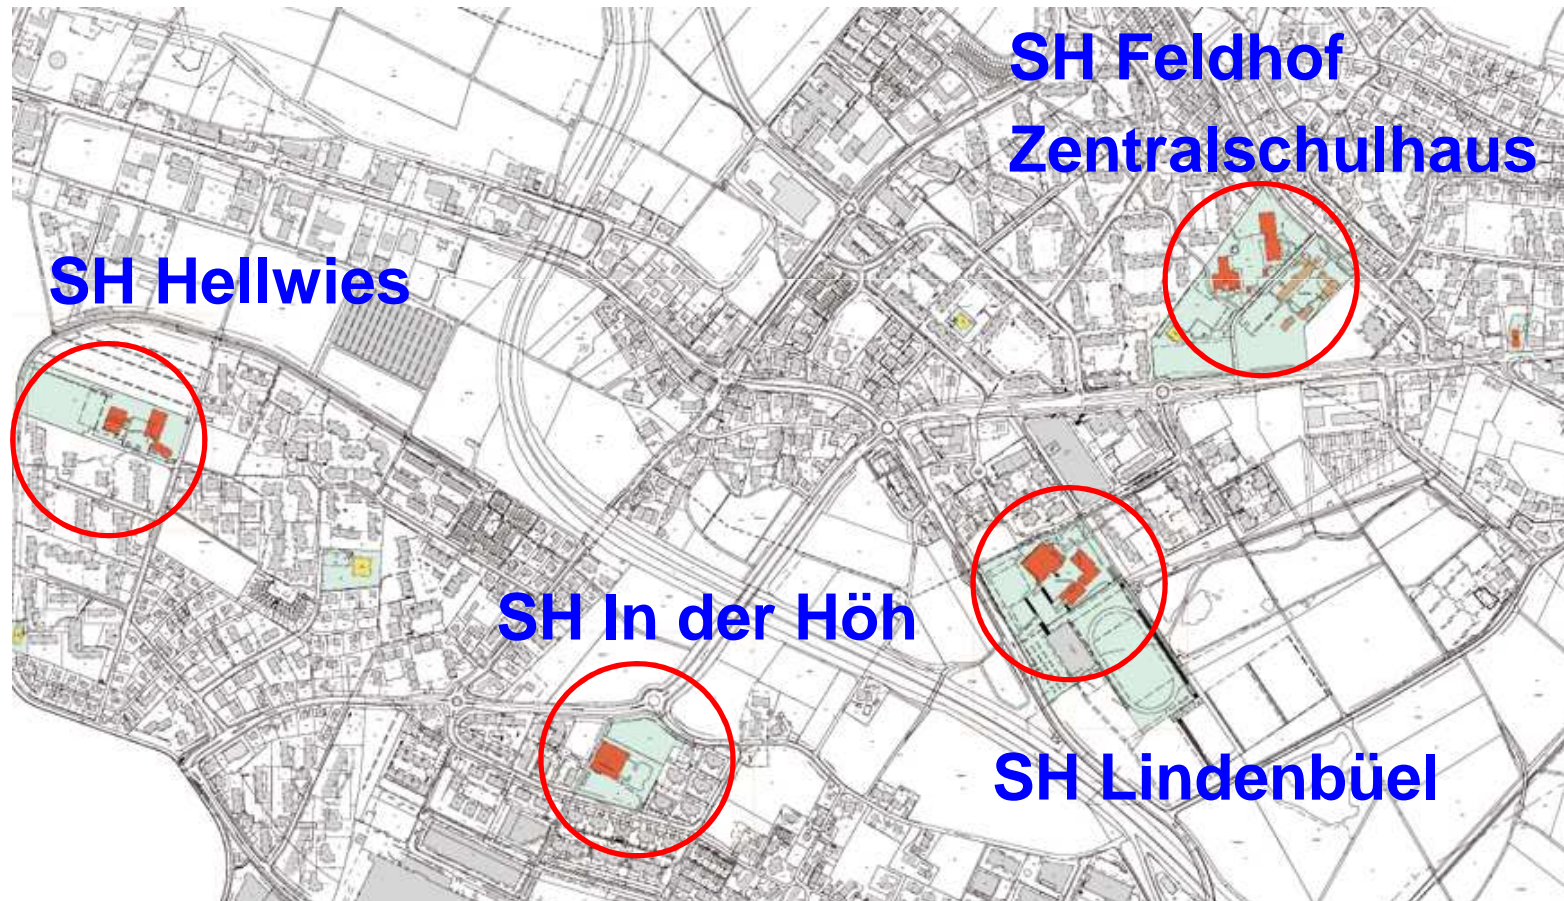 SH Feldhof
Zentralschulhaus
SH Hellwies
SH In der Höh
SH Lindenbüel